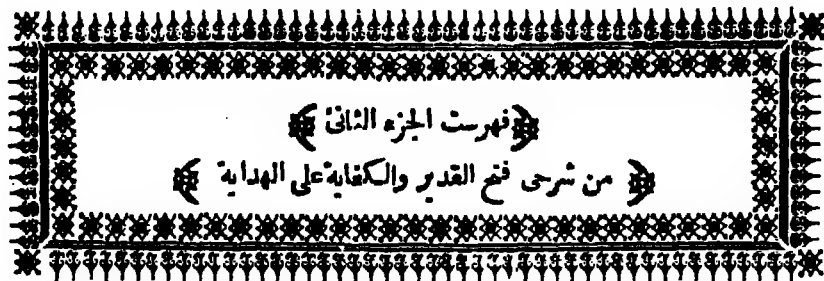 ﴿فهرست الجزء الثانى﴾
﴿ من شرحى فتح القدير والكفاية على الهداية ﴾